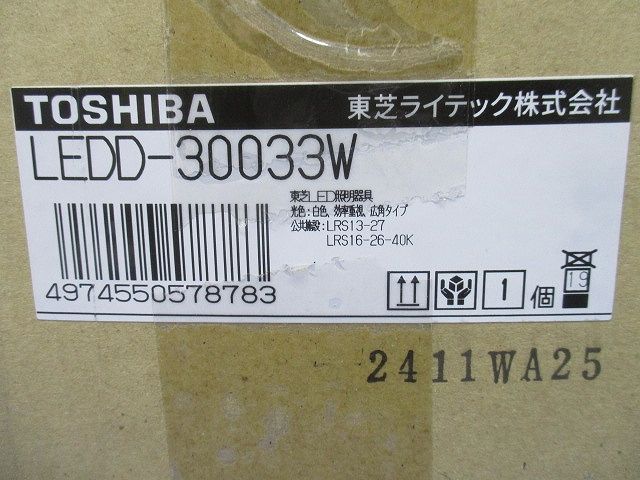 TOSHIBA 東芝ライテック株式会社
LEDD-30033W
東芝LED照明器具
光色:白色、効率重視、広角タイプ
公共施設:LRS13-27
LRS16-26-40K
4974550578783
1個
19
2411WA25